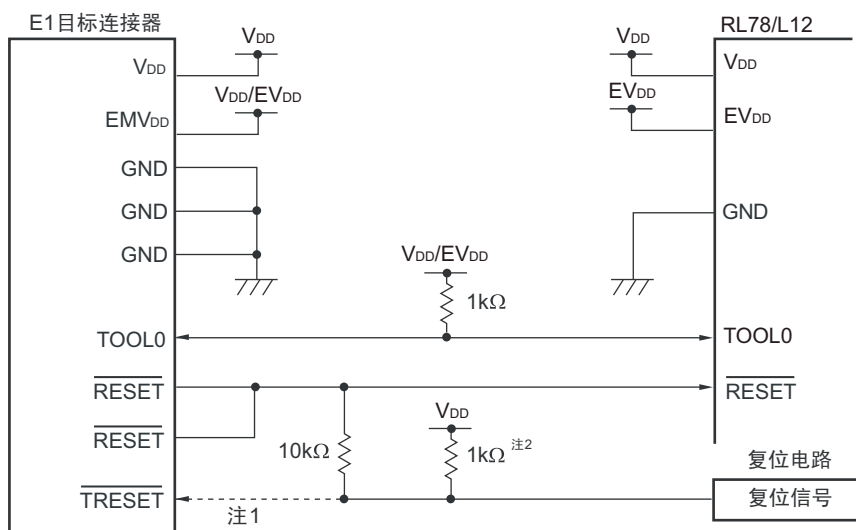 E1目标连接器
RL78/L12
VDD
VDD
VDD
VDD
VDD/EVDD
EVDD
EMVDD
EVDD
GND
GND
GND
GND
VDD/EVDD
1kΩ
TOOL0
TOOL0
RESET
RESET
RESET
VDD
10kΩ
1kΩ 注2
复位电路
TRESET
注1
复位信号